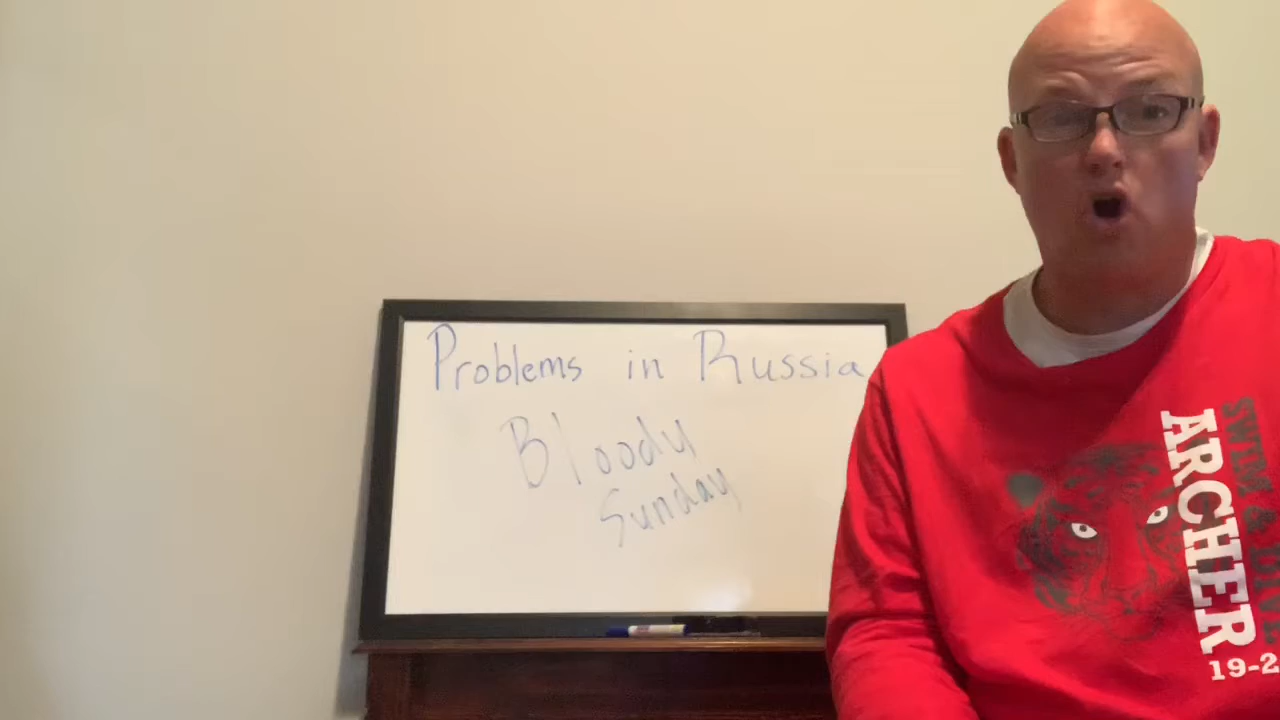 Problems in Russia
Bloody
Sunday
SWIM & DIVE
ARCHER
19-2